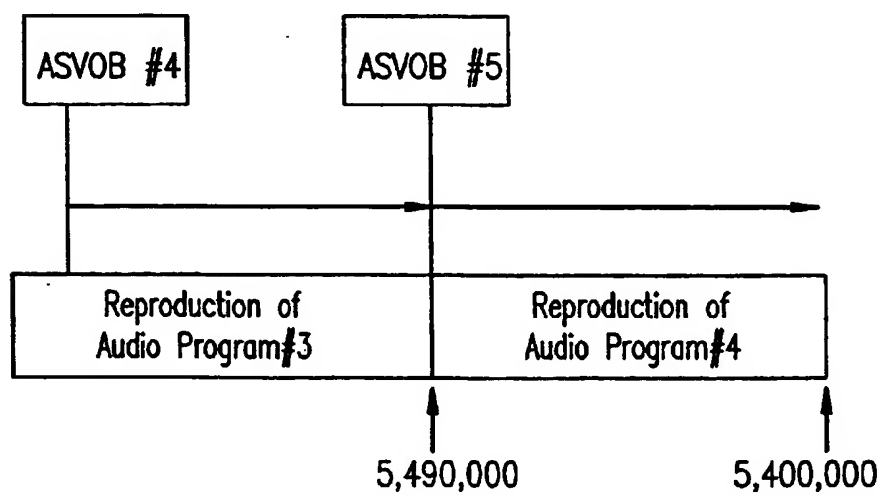 ASVOB #4
ASVOB #5
Reproduction of
Audio Program#3
Reproduction of
Audio Program#4
5,490,000
5,400,000